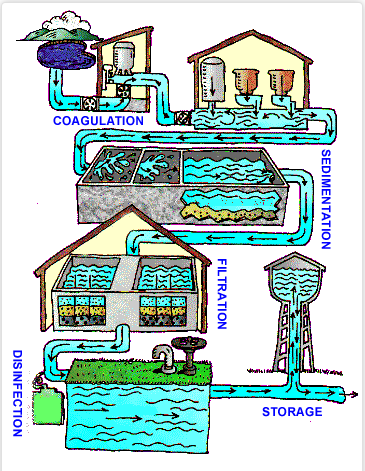 COAGULATION
SEDIMENTATION
FILTRATION
DISINFECTION
STORAGE